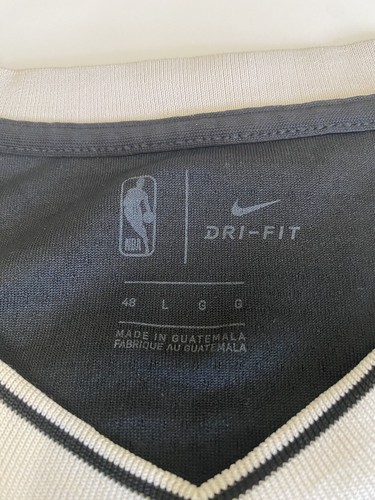 NBA
DRI-FIT
48 L G G
MADE IN GUATEMALA
FABRIQUE AU GUATEMALA